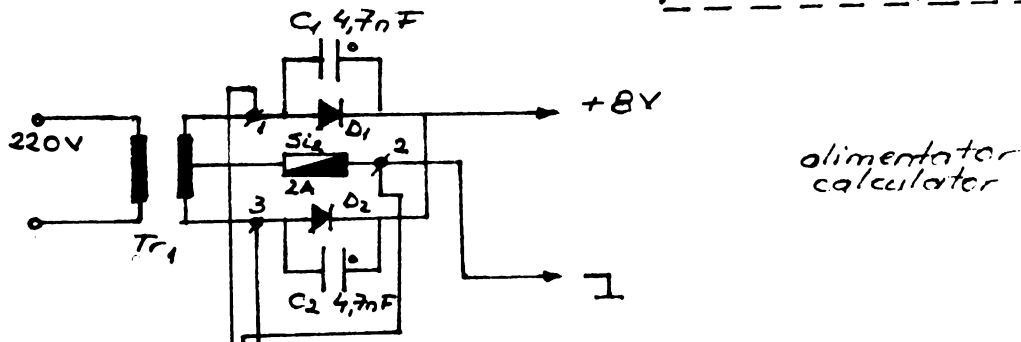 C1 4,7nF
+8V
1
D1
220V
Si2
2
2A
alimentator
calculator
3
D2
Tr1
C2 4,7nF